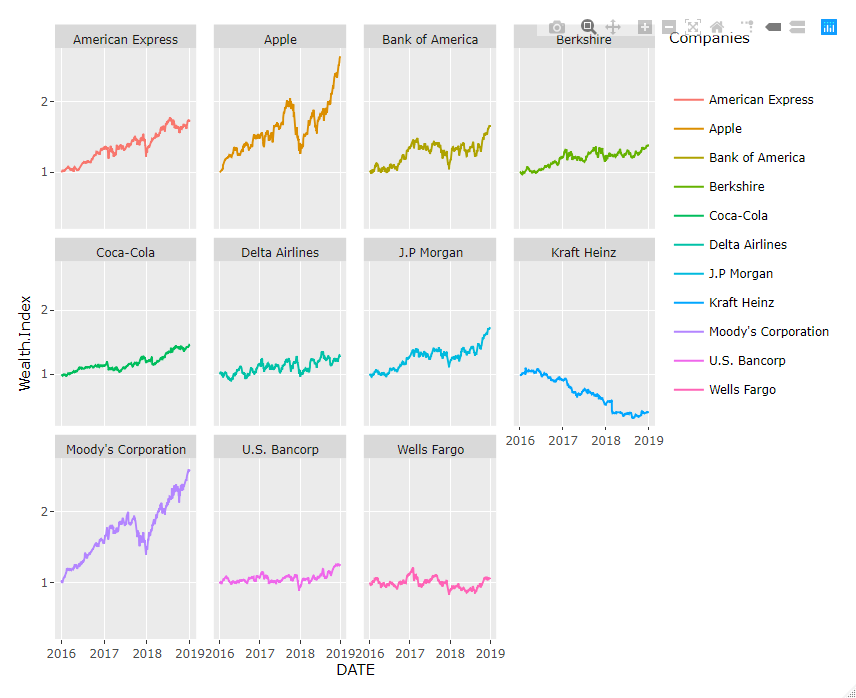 American Express
Apple
Bank of America
Berkshire
Companies
2
1
American Express
Apple
Bank of America
Berkshire
Coca-Cola
Delta Airlines
J.P Morgan
Kraft Heinz
Moody's Corporation
U.S. Bancorp
Wells Fargo
Coca-Cola
Delta Airlines
J.P Morgan
Kraft Heinz
Wealth.Index
2
1
2016 2017 2018 2019
Moody's Corporation
U.S. Bancorp
Wells Fargo
2
1
2016 2017 2018 2019
2016 2017 2018 2019
2016 2017 2018 2019
DATE